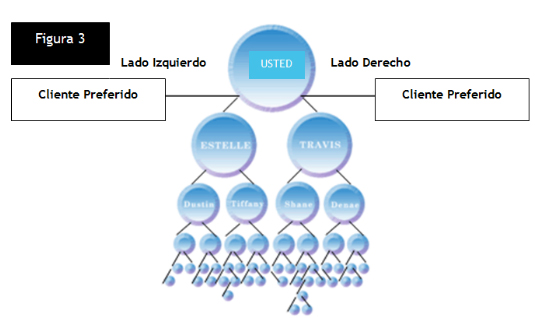 Figura 3
Lado Izquierdo
USTED
Lado Derecho
Cliente Preferido
Cliente Preferido
ESTELLE
TRAVIS
Dustin
Tiffany
Shane
Denae